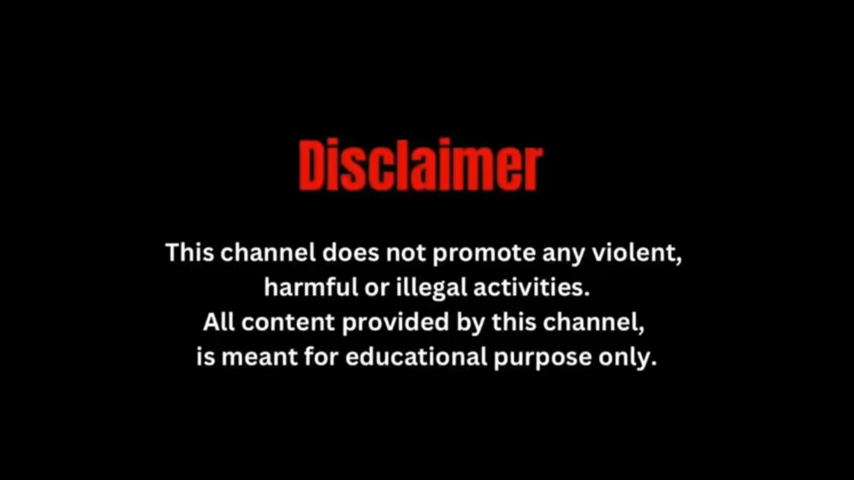 Disclaimer
This channel does not promote any violent,
harmful or illegal activities.
All content provided by this channel,
is meant for educational purpose only.